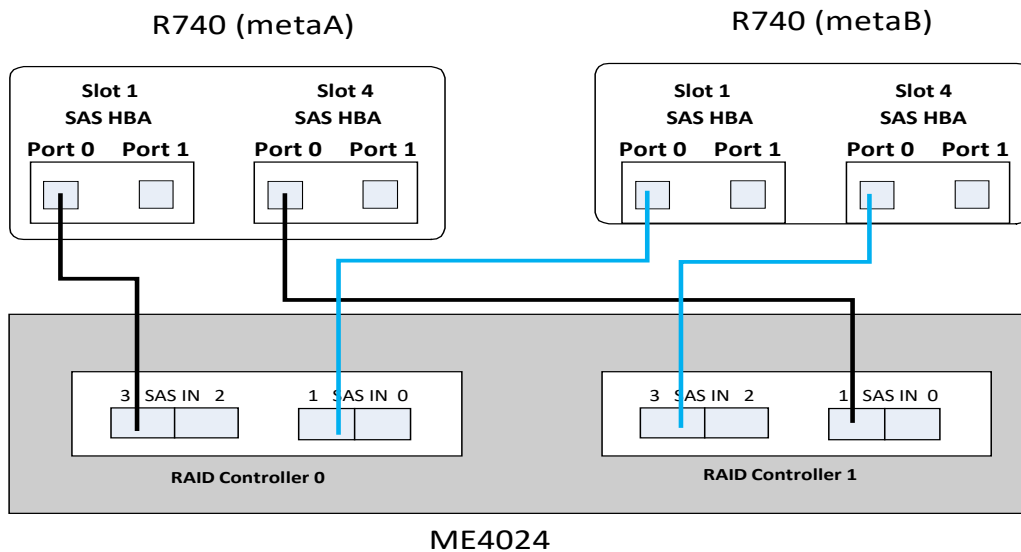 R740 (metaA)
R740 (metaB)
Slot 1
SAS HBA
Port 0 Port 1
Slot 4
SAS HBA
Port 0 Port 1
Slot 1
SAS HBA
Port 0 Port 1
Slot 4
SAS HBA
Port 0 Port 1
3 SAS IN 2
1 SAS IN 0
RAID Controller 0
3 SAS IN 2
1 SAS IN 0
RAID Controller 1
ME4024